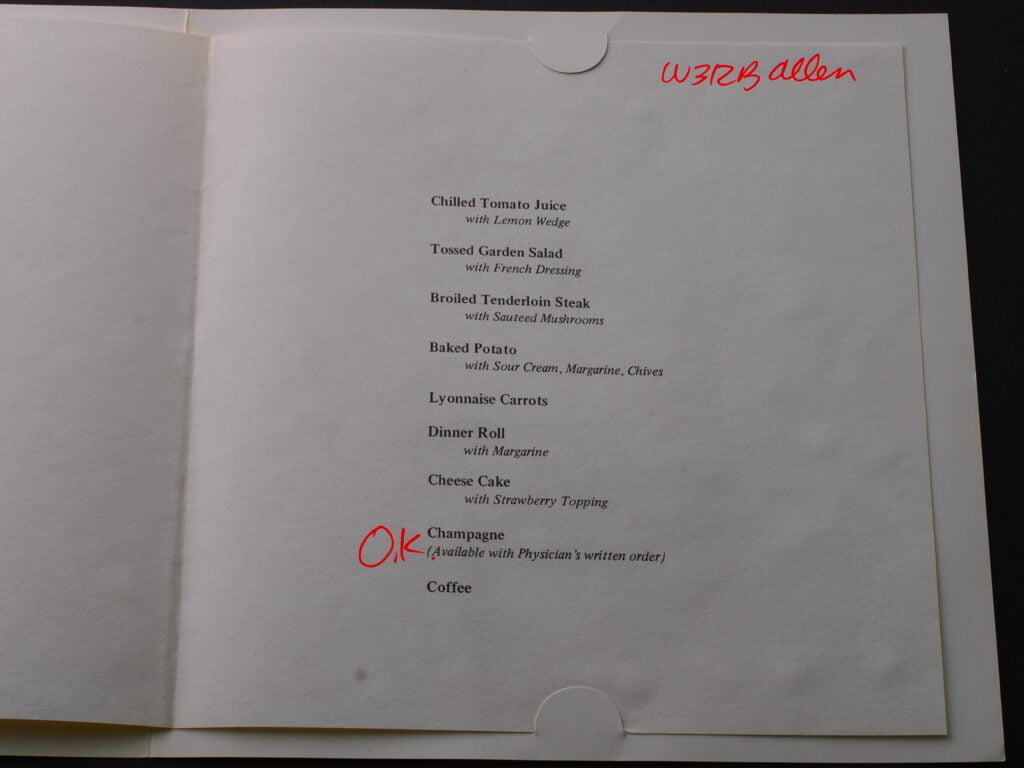 W312B allen
Chilled Tomato Juice
with Lemon Wedge
Tossed Garden Salad
with French Dressing
Broiled Tenderloin Steak
with Sauteed Mushrooms
Baked Potato
with Sour Cream, Margarine, Chives
Lyonnaise Carrots
Dinner Roll
with Margarine
Cheese Cake
with Strawberry Topping
O.K. Champagne
(Available with Physician's written order)
Coffee